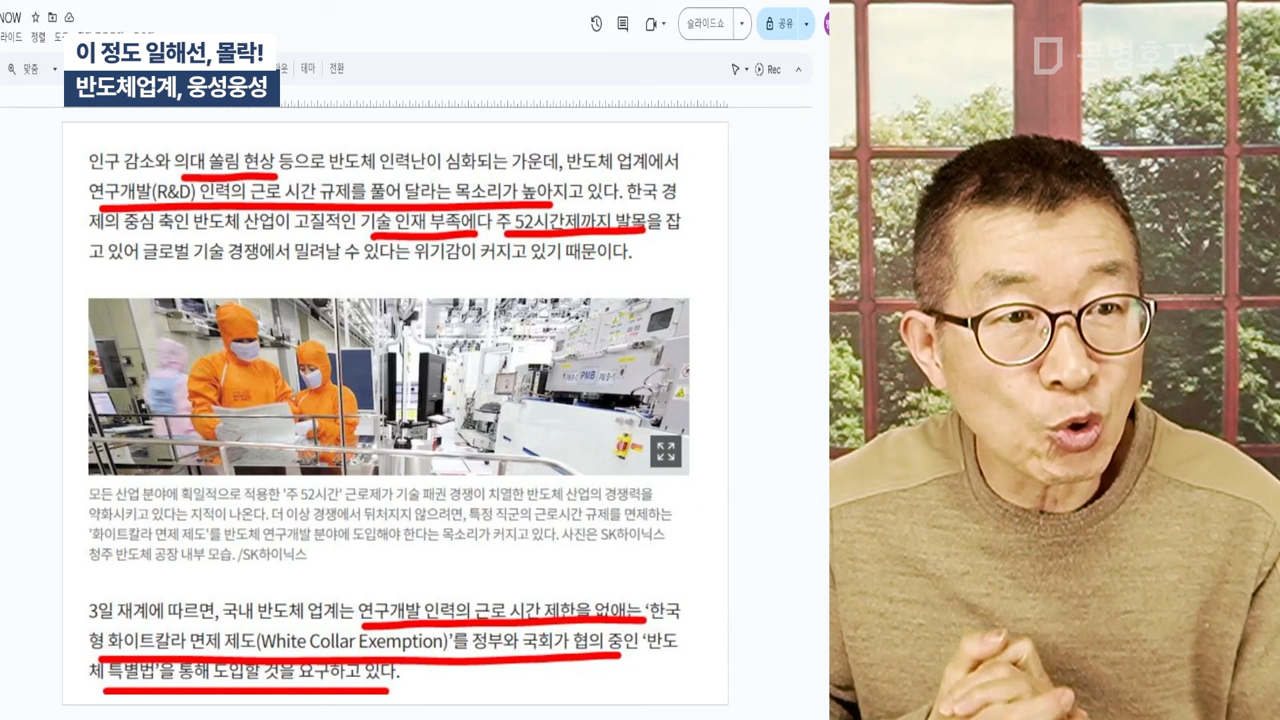 NOW
슬라이드쇼
공유
라이드 정렬
이 정도 일해선, 몰락!
반도체업계, 웅성웅성
맞춤
테마
전환
Rec
공병호TV
인구 감소와 의대 쏠림 현상 등으로 반도체 인력난이 심화되는 가운데, 반도체 업계에서
연구개발(R&D) 인력의 근로 시간 규제를 풀어 달라는 목소리가 높아지고 있다. 한국 경
제의 중심 축인 반도체 산업이 고질적인 기술 인재 부족에다 주 52시간제까지 발목을 잡
고 있어 글로벌 기술 경쟁에서 밀려날 수 있다는 위기감이 커지고 있기 때문이다.
PMB
모든 산업 분야에 획일적으로 적용한 '주 52시간' 근로제가 기술 패권 경쟁이 치열한 반도체 산업의 경쟁력을
약화시키고 있다는 지적이 나온다. 더 이상 경쟁에서 뒤처지지 않으려면, 특정 직군의 근로시간 규제를 면제하는
'화이트칼라 면제 제도'를 반도체 연구개발 분야에 도입해야 한다는 목소리가 커지고 있다. 사진은 SK하이닉스
청주 반도체 공장 내부 모습. /SK하이닉스
3일 재계에 따르면, 국내 반도체 업계는 연구개발 인력의 근로 시간 제한을 없애는 ‘한국
형 화이트칼라 면제 제도(White Collar Exemption)’를 정부와 국회가 협의 중인 ‘반도
체 특별법’을 통해 도입할 것을 요구하고 있다.